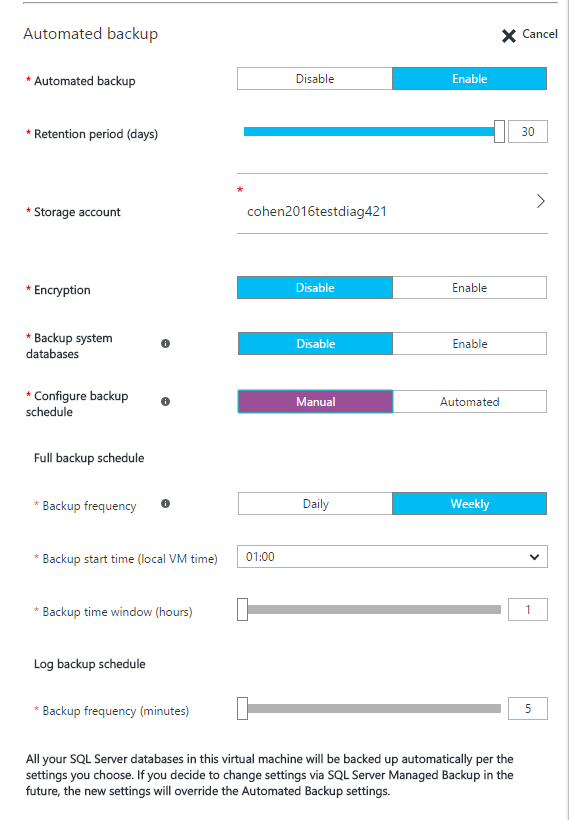 Automated backup
Cancel
* Automated backup
Disable
Enable
* Retention period (days)
30
*
* Storage account
cohen2016testdiag421
* Encryption
Disable
Enable
* Backup system
databases
Disable
Enable
* Configure backup
schedule
Manual
Automated
Full backup schedule
* Backup frequency
Daily
Weekly
* Backup start time (local VM time)
01:00
* Backup time window (hours)
1
Log backup schedule
* Backup frequency (minutes)
5
All your SQL Server databases in this virtual machine will be backed up automatically per the
settings you choose. If you decide to change settings via SQL Server Managed Backup in the
future, the new settings will override the Automated Backup settings.